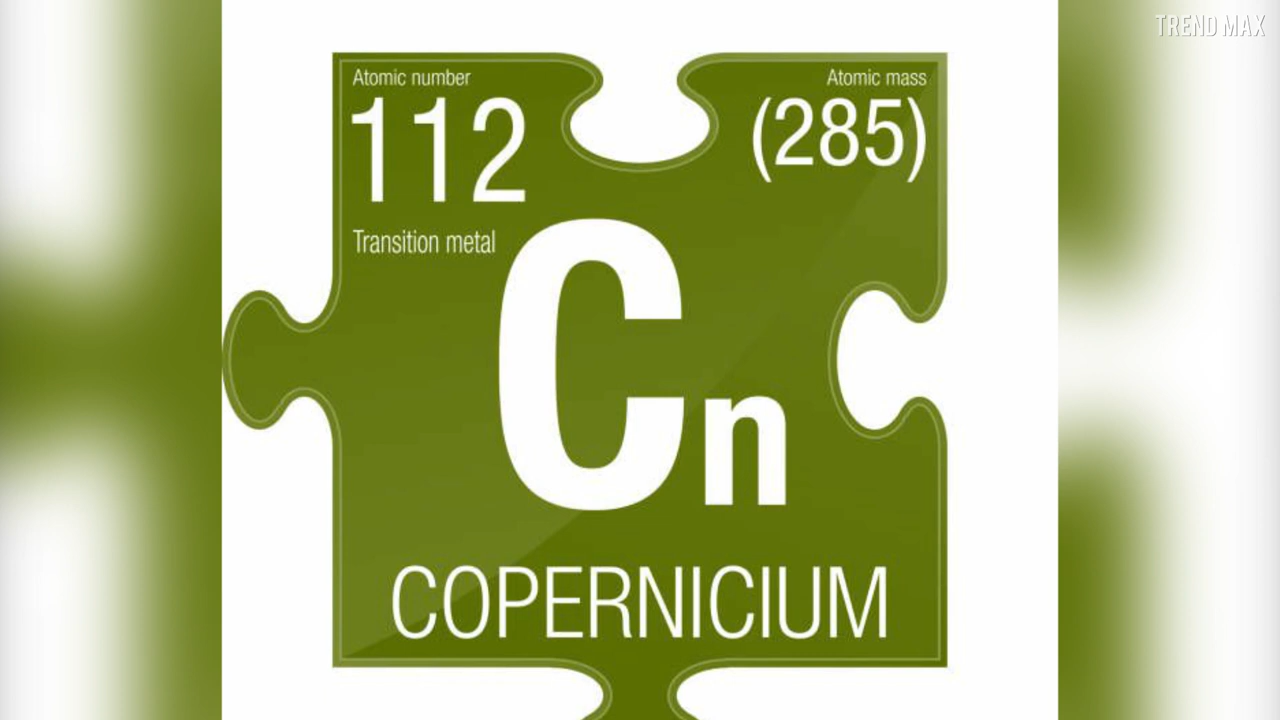 TREND MAX
Atomic number
Atomic mass
112
(285)
Transition metal
Cn
COPERNICIUM